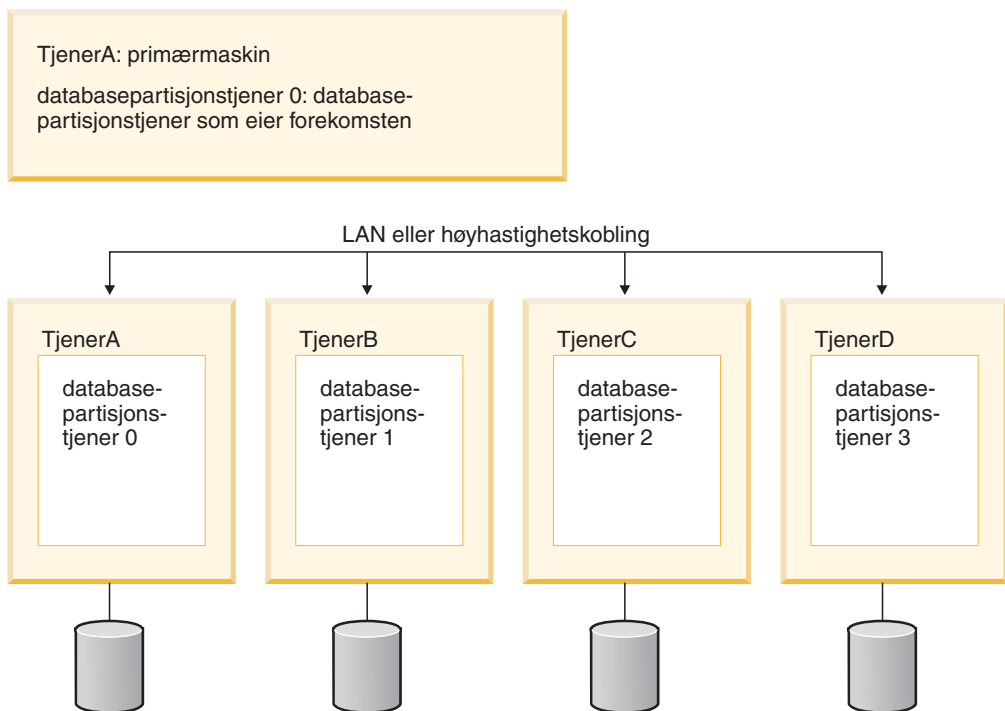 TjenerA: primærmaskin
databasepartisjonstjener 0: database-
partisjonstjener som eier forekomsten
LAN eller høyhastighetskobling
TjenerA
database-
partisjons-
tjener 0
TjenerB
database-
partisjons-
tjener 1
TjenerC
database-
partisjons-
tjener 2
TjenerD
database-
partisjons-
tjener 3